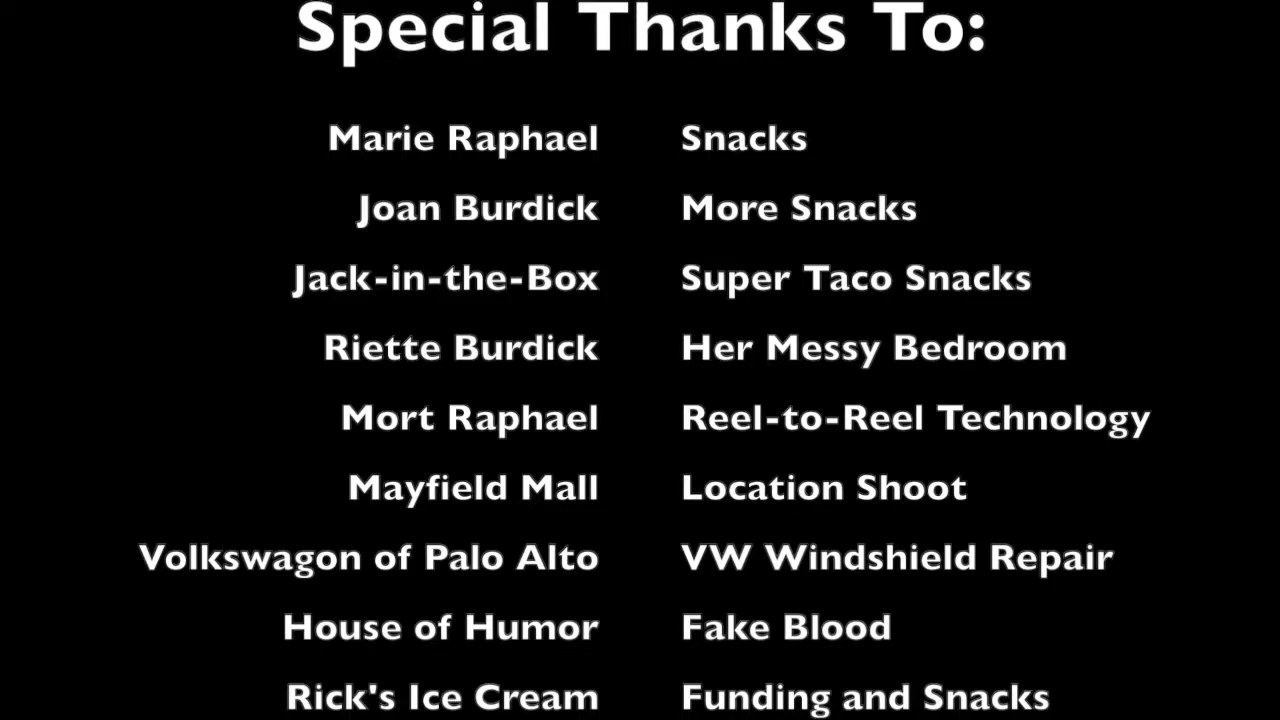 Special Thanks To:
Marie Raphael Snacks
Joan Burdick More Snacks
Jack-in-the-Box Super Taco Snacks
Riette Burdick Her Messy Bedroom
Mort Raphael Reel-to-Reel Technology
Mayfield Mall Location Shoot
Volkswagon of Palo Alto VW Windshield Repair
House of Humor Fake Blood
Rick's Ice Cream Funding and Snacks